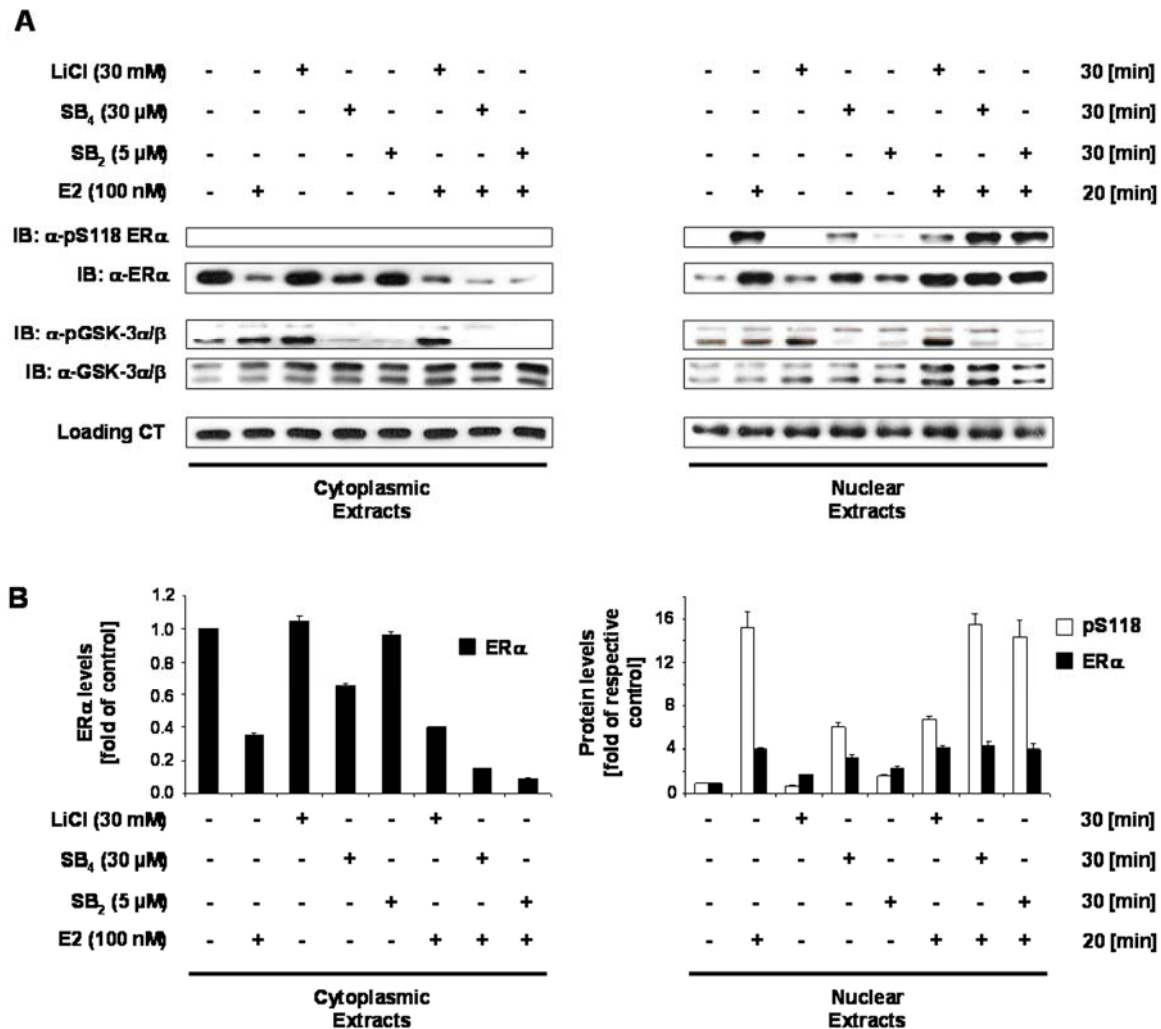 A
LiCl (30 mM) - - + - - + - - - - + - - + - - 30 [min]
SB4 (30 µM) - - - + - - + - - - - + - - + - 30 [min]
SB2 (5 µM) - - - - + - - + - - - - + - - + 30 [min]
E2 (100 nM) - + - - - + + + - + - - - + + + 20 [min]
IB: α-pS118 ERα
IB: α-ERα
IB: α-pGSK-3α/β
IB: α-GSK-3α/β
Loading CT
Cytoplasmic
Extracts
Nuclear
Extracts
B
ERα levels
[fold of control]
1.2
1.0
0.8
0.6
0.4
0.2
0.0
ERα
Protein levels
[fold of respective
control]
16
12
8
4
0
pS118
ERα
LiCl (30 mM) - - + - - + - - - - + - - + - - 30 [min]
SB4 (30 µM) - - - + - - + - - - - + - - + - 30 [min]
SB2 (5 µM) - - - - + - - + - - - - + - - + 30 [min]
E2 (100 nM) - + - - - + + + - + - - - + + + 20 [min]
Cytoplasmic
Extracts
Nuclear
Extracts